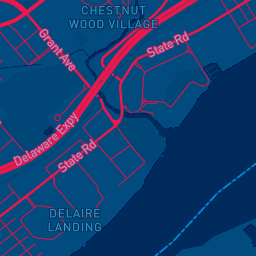 CHESTNUT
WOOD VILLAGE
Grant Ave
State Rd
Delaware Expy
State Rd
DELAIRE
LANDING